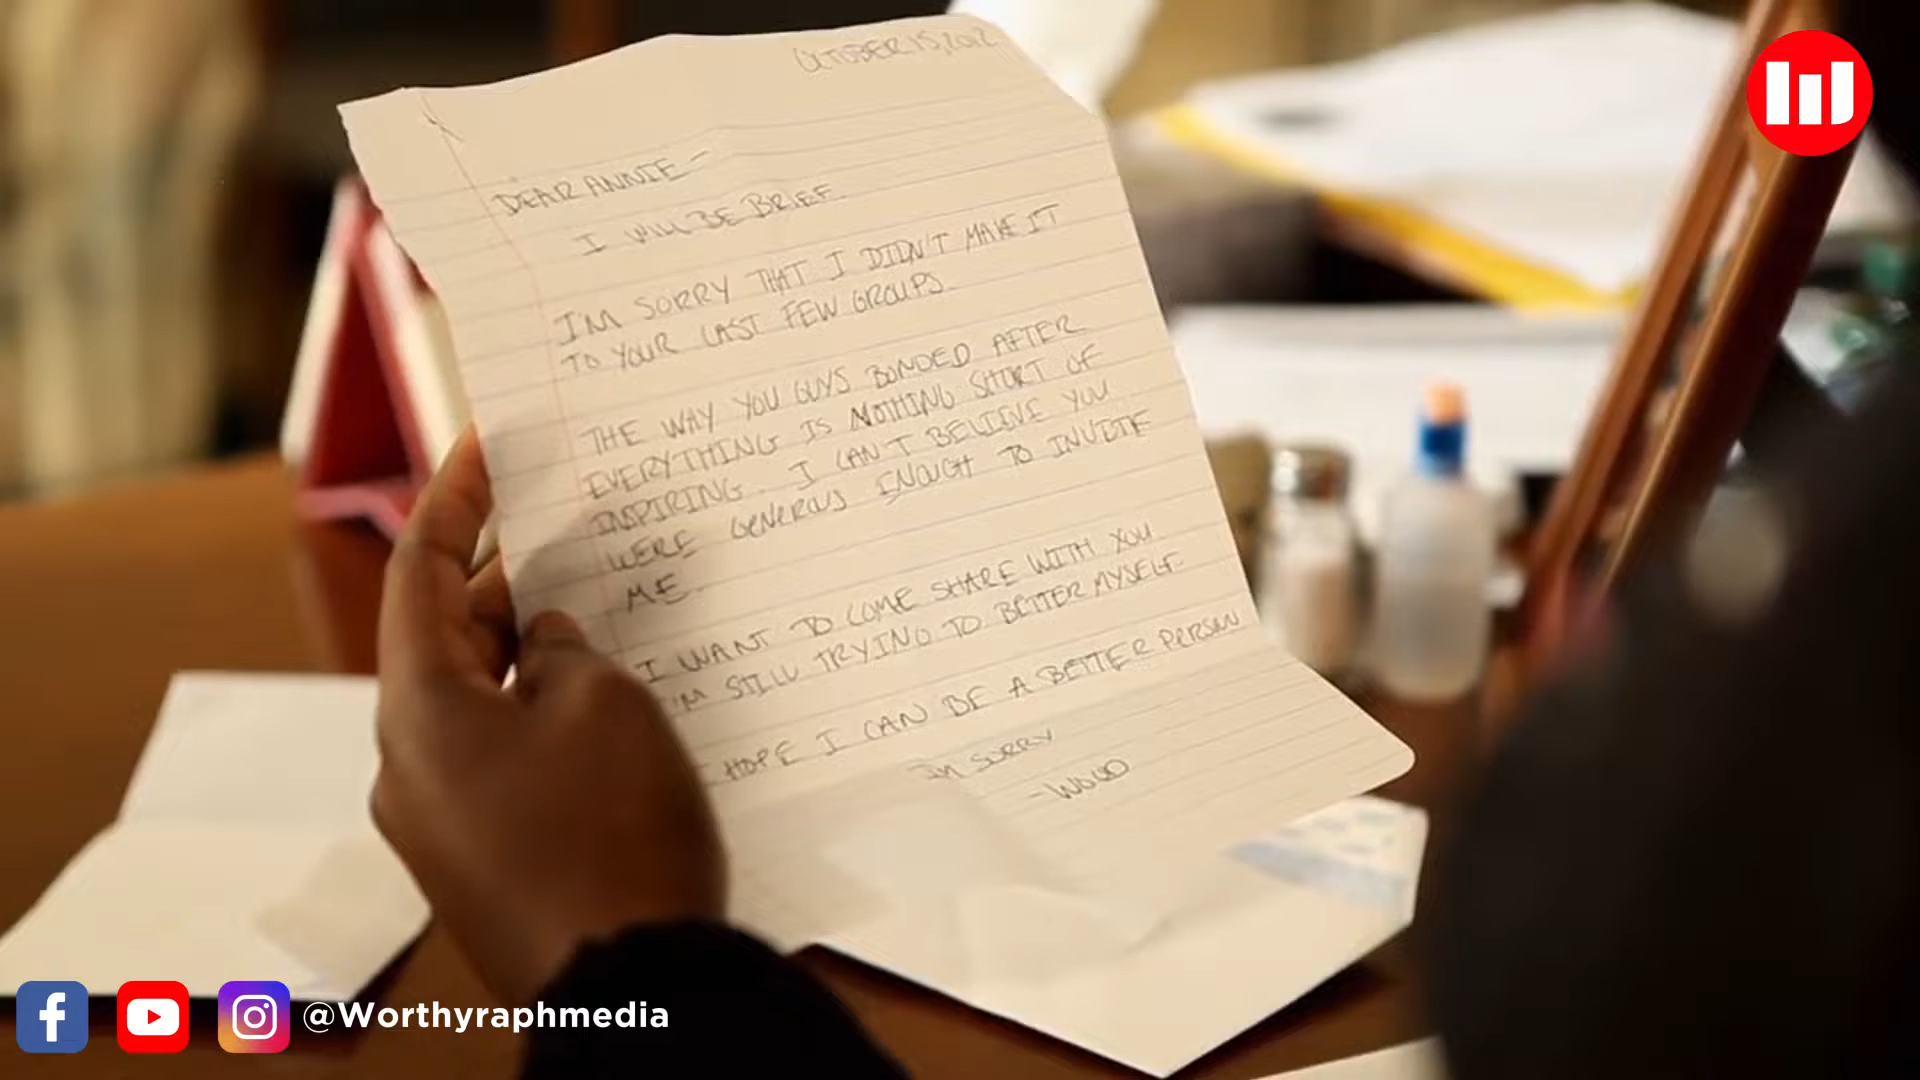 OCTOBER 15, 2012
DEAR ANNIE -
I WILL BE BRIEF.
I'M SORRY THAT I DIDN'T MAKE IT
TO YOUR LAST FEW GROUPS.
THE WAY YOU GUYS BONDED AFTER
EVERYTHING IS NOTHING SHORT OF
INSPIRING. I CAN'T BELIEVE YOU
WERE GENEROUS ENOUGH TO INVITE
ME.
I WANT TO COME SHARE WITH YOU
I'M STILL TRYING TO BETTER MYSELF.
HOPE I CAN BE A BETTER PERSON
I'M SORRY
@Worthyraphmedia